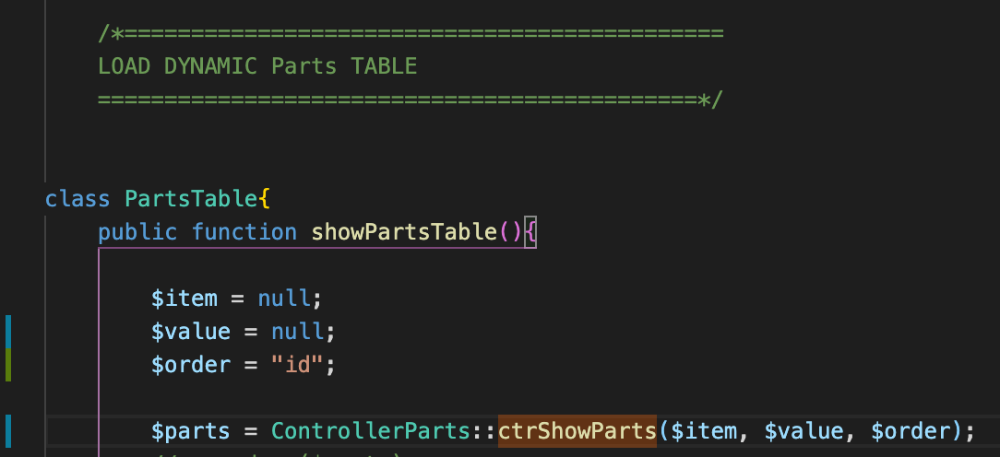 /*=============================================
LOAD DYNAMIC Parts TABLE
=============================================*/
class PartsTable{
public function showPartsTable(){
$item = null;
$value = null;
$order = "id";
$parts = ControllerParts::ctrShowParts($item, $value, $order);